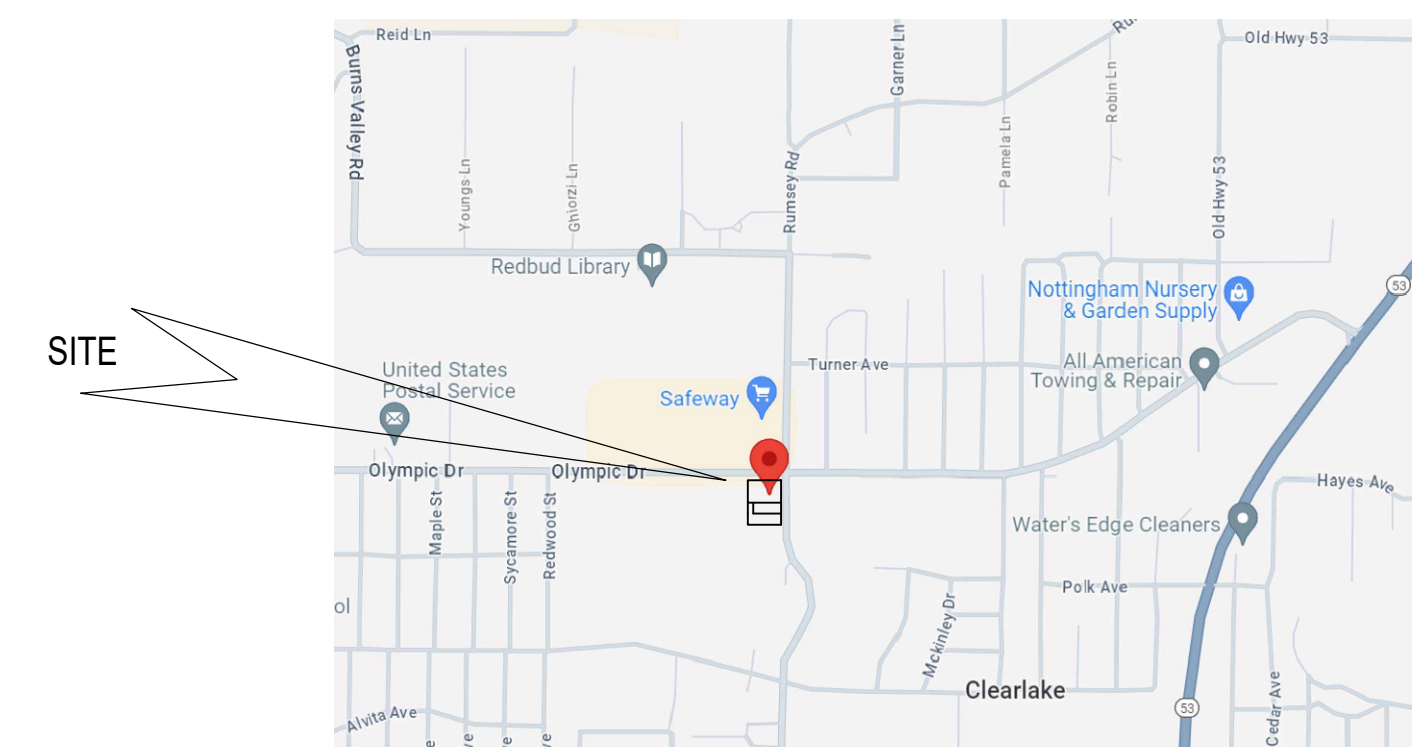 Reid Ln
Old Hwy 53
Burns Valley Rd
Garner Ln
Robin Ln
Pamela Ln
Youngs Ln
Ghiorzi Ln
Rumsey Rd
Old Hwy 53
Redbud Library
Nottingham Nursery
& Garden Supply
53
SITE
United States
Postal Service
Turner Ave
All American
Towing & Repair
Safeway
Olympic Dr
Olympic Dr
Hayes Ave
Maple St
Sycamore St
Redwood St
Water's Edge Cleaners
Polk Ave
ol
Mckinley Dr
Clearlake
Cedar Ave
53
Alvita Ave